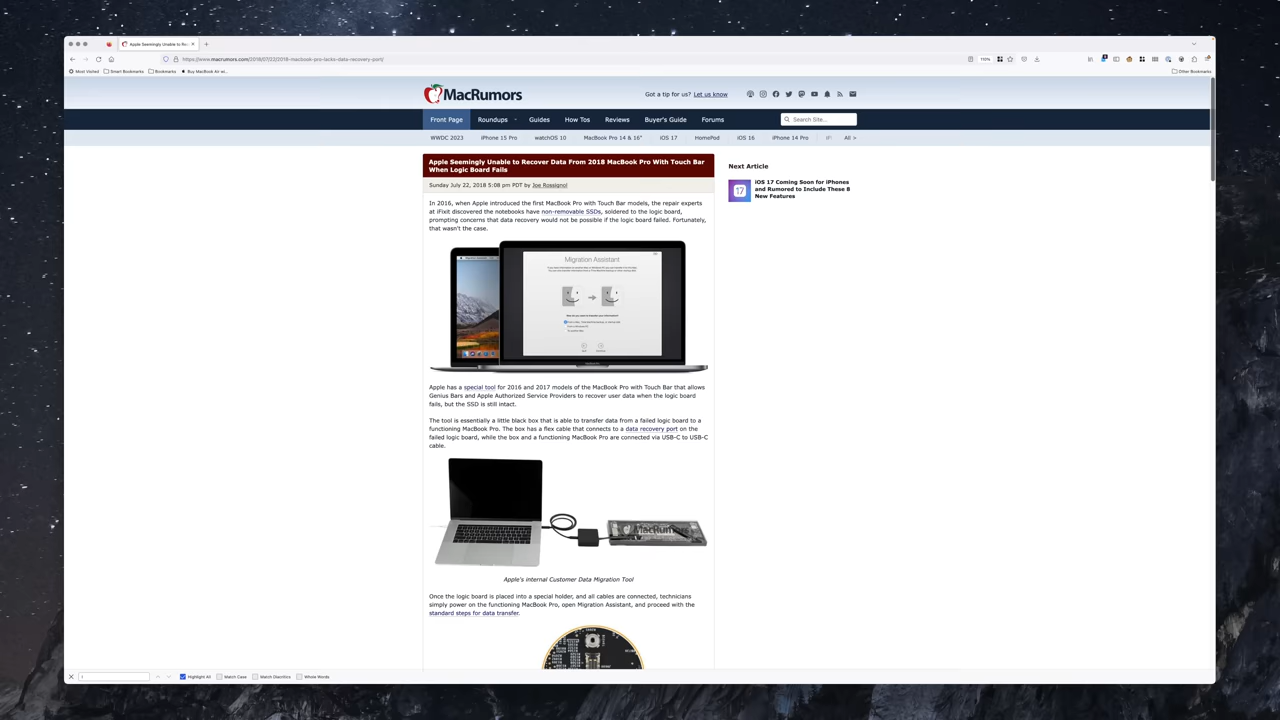 Apple Seemingly Unable to Re
https://www.macrumors.com/2018/07/22/2018-macbook-pro-lacks-data-recovery-port/
110%
Most Visited
Smart Bookmarks
Bookmarks
Buy MacBook Air w/...
Other Bookmarks
MacRumors
Got a tip for us? Let us know
Front Page
Roundups
Guides
How Tos
Reviews
Buyer's Guide
Forums
Search Site...
WWDC 2023
iPhone 15 Pro
watchOS 10
MacBook Pro 14 & 16"
iOS 17
HomePod
iOS 16
iPhone 14 Pro
All >
Apple Seemingly Unable to Recover Data From 2018 MacBook Pro With Touch Bar
When Logic Board Fails
Sunday July 22, 2018 5:08 pm PDT by Joe Rossignol
In 2016, when Apple introduced the first MacBook Pro with Touch Bar models, the repair experts
at iFixit discovered the notebooks have non-removable SSDs, soldered to the logic board,
prompting concerns that data recovery would not be possible if the logic board failed. Fortunately,
that wasn't the case.
Migration Assistant
Apple has a special tool for 2016 and 2017 models of the MacBook Pro with Touch Bar that allows
Genius Bars and Apple Authorized Service Providers to recover user data when the logic board
fails, but the SSD is still intact.
The tool is essentially a little black box that is able to transfer data from a failed logic board to a
functioning MacBook Pro. The box has a flex cable that connects to a data recovery port on the
failed logic board, while the box and a functioning MacBook Pro are connected via USB-C to USB-C
cable.
MacRumors
Apple's internal Customer Data Migration Tool
Once the logic board is placed into a special holder, and all cables are connected, technicians
simply power on the functioning MacBook Pro, open Migration Assistant, and proceed with the
standard steps for data transfer.
Next Article
17
iOS 17 Coming Soon for iPhones
and Rumored to Include These 8
New Features
Highlight All
Match Case
Match Diacritics
Whole Words